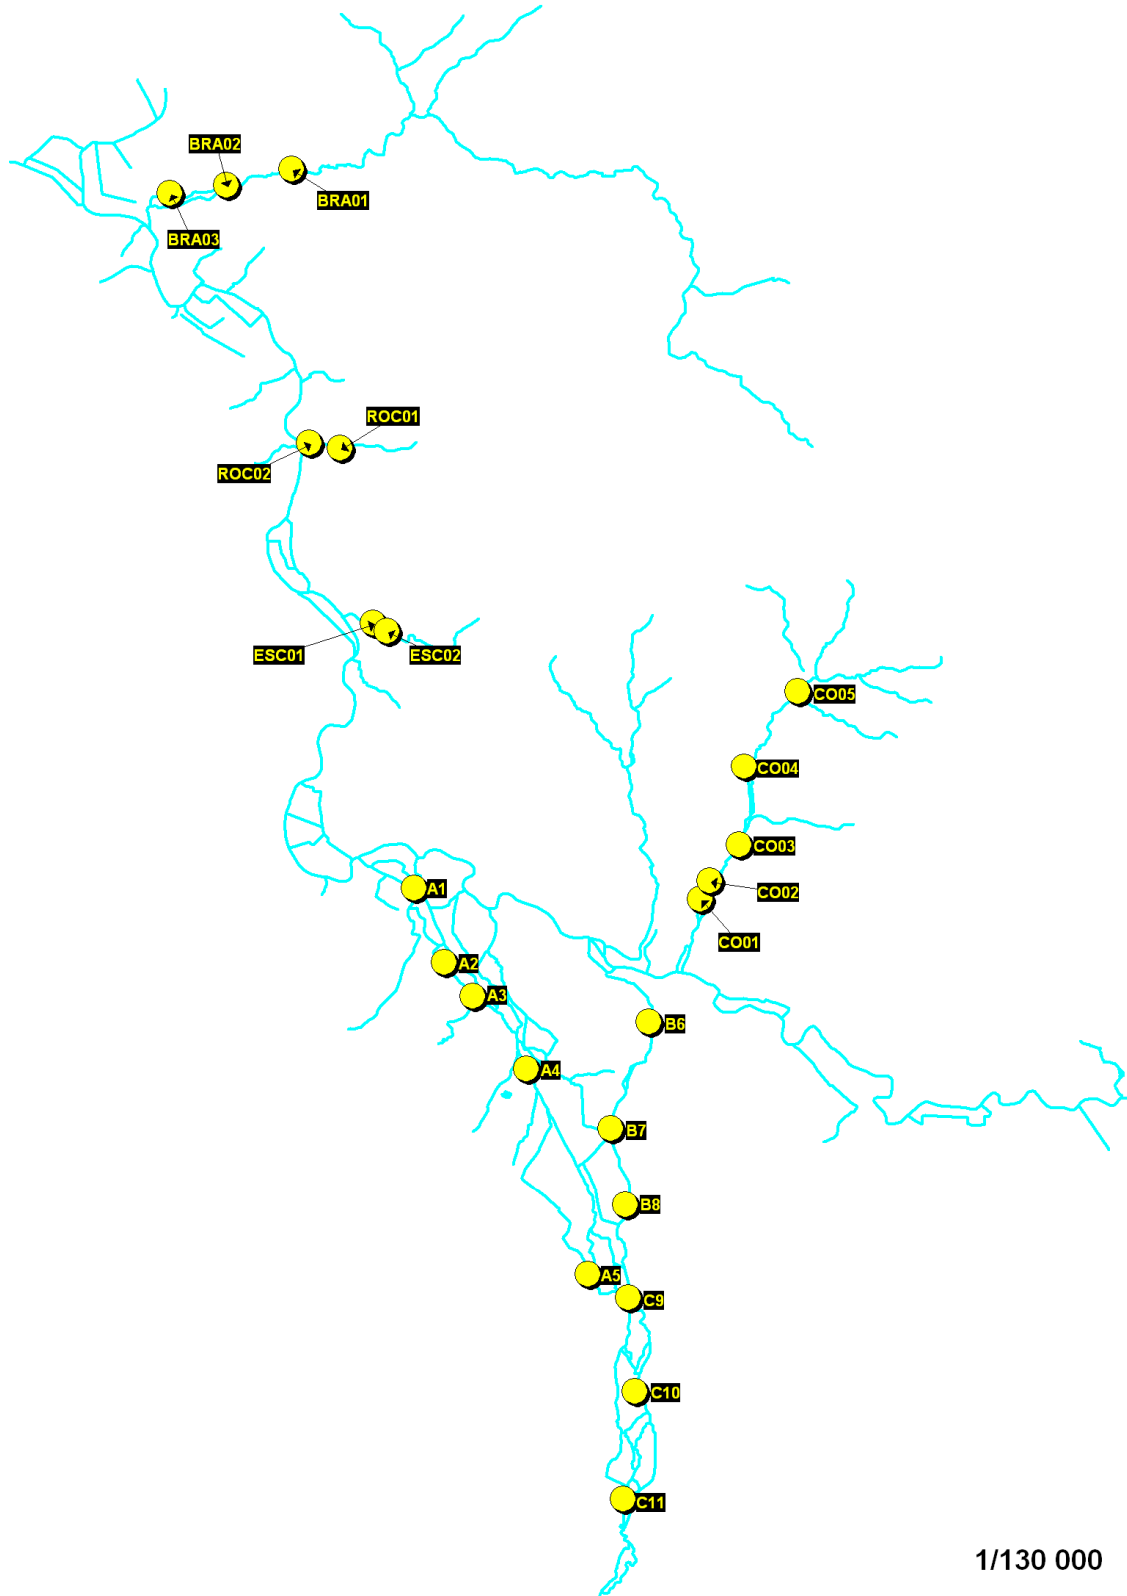 BRA02
BRA01
BRA03
ROC01
ROC02
ESC01
ESC02
CO05
CO04
CO03
CO02
A1
CO01
A2
A3
B6
A4
B7
B8
A5
C9
C10
C11
1/130 000